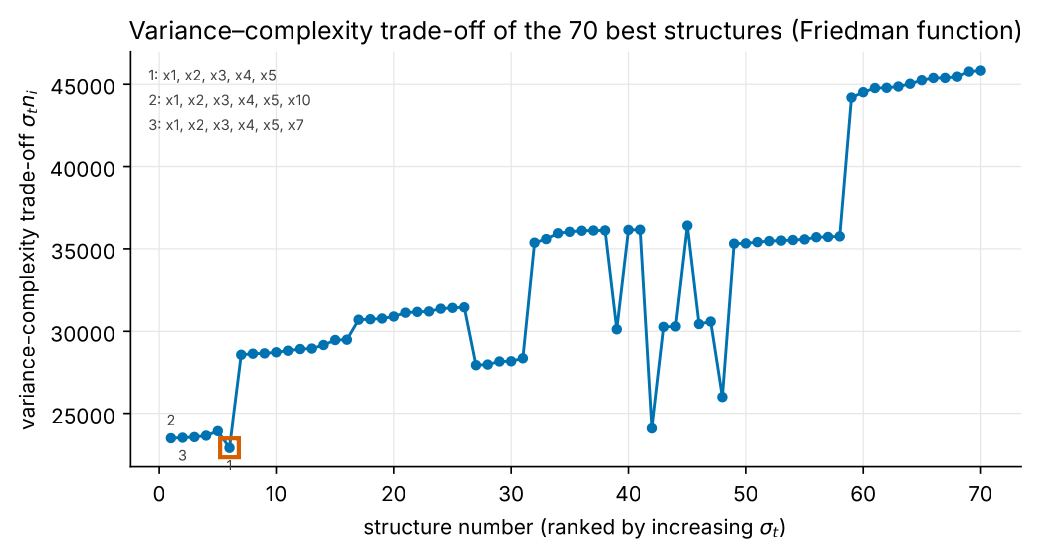 Variance–complexity trade-off of the 70 best structures (Friedman function)
1: x1, x2, x3, x4, x5
2: x1, x2, x3, x4, x5, x10
3: x1, x2, x3, x4, x5, x7
variance–complexity trade-off σₜnᵢ
45000
40000
35000
30000
25000
2
3
1
0 10 20 30 40 50 60 70
structure number (ranked by increasing σₜ)